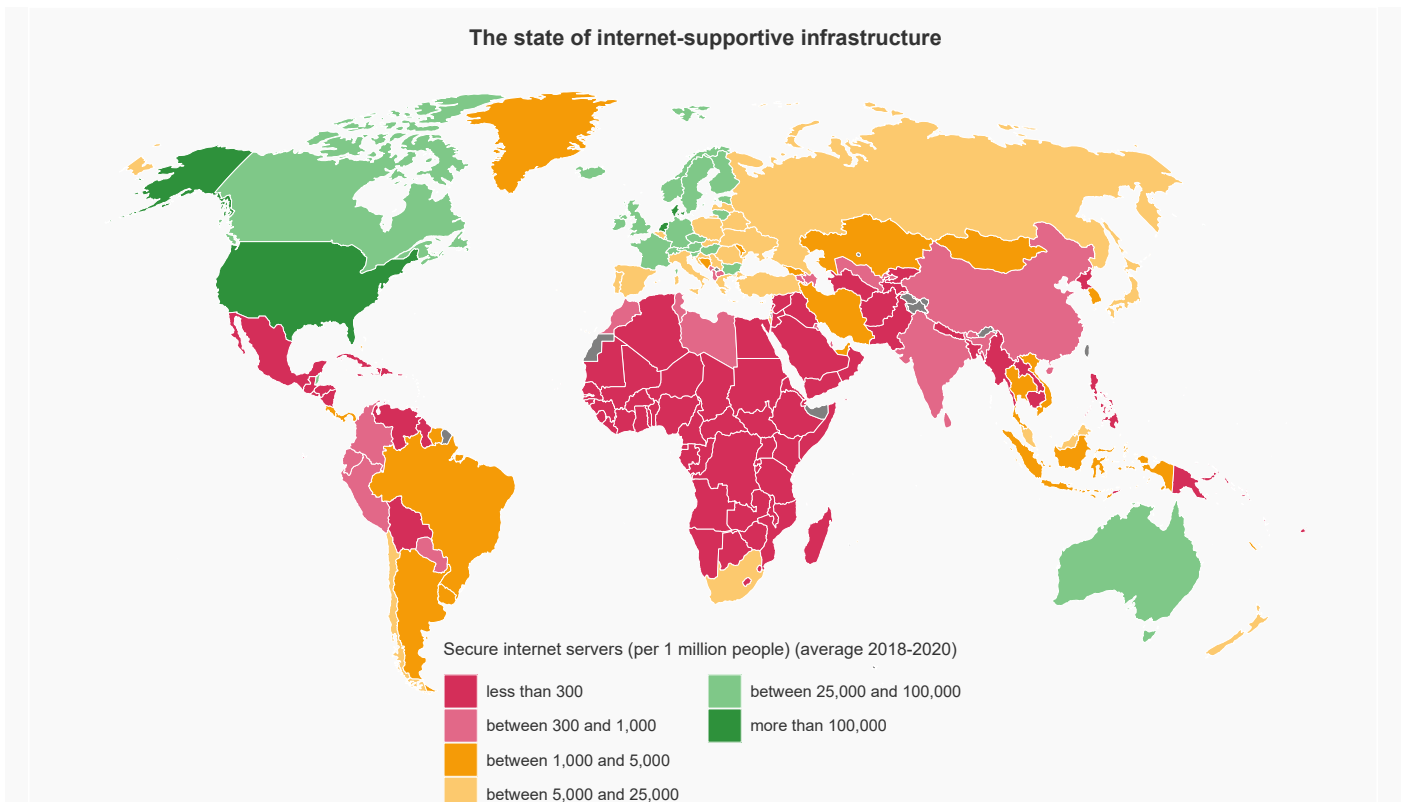 The state of internet-supportive infrastructure
Secure internet servers (per 1 million people) (average 2018-2020)
less than 300
between 300 and 1,000
between 1,000 and 5,000
between 5,000 and 25,000
between 25,000 and 100,000
more than 100,000